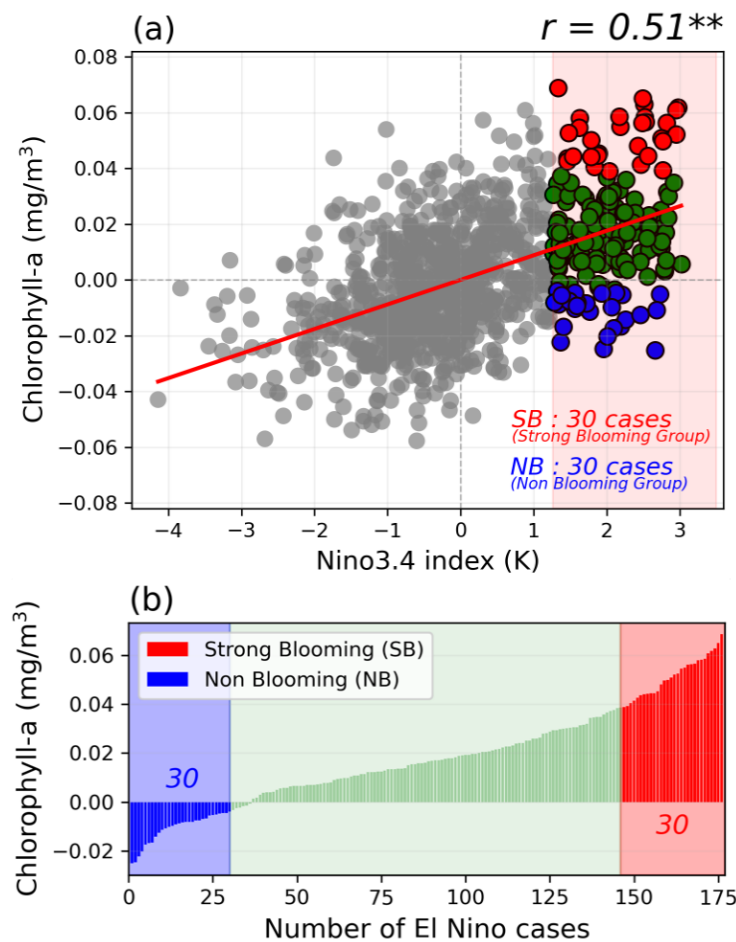 (a)
r = 0.51**
Chlorophyll-a (mg/m³)
0.08
0.06
0.04
0.02
0.00
−0.02
−0.04
−0.06
−0.08
SB : 30 cases
(Strong Blooming Group)
NB : 30 cases
(Non Blooming Group)
−4 −3 −2 −1 0 1 2 3
Nino3.4 index (K)
(b)
Chlorophyll-a (mg/m³)
0.06
0.04
0.02
0.00
−0.02
Strong Blooming (SB)
Non Blooming (NB)
30
30
0 25 50 75 100 125 150 175
Number of El Nino cases